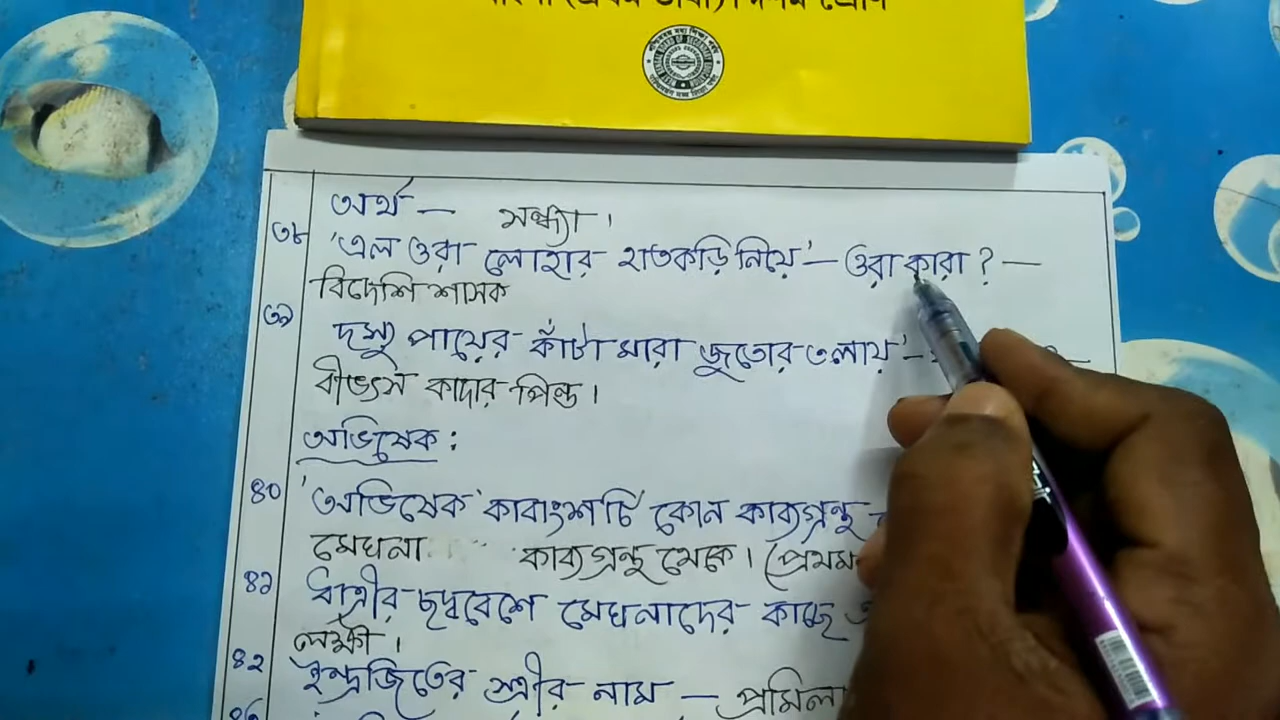 অর্থ — সন্ধ্যা।
৩৮ 'এল ওরা লোহার হাতকড়ি নিয়ে' — ওরা কারা? —
বিদেশি শাসক
৩৯ দস্যু পায়ের কাঁটা মারা জুতোর তলায়' –
বীভৎস কাদার পিন্ড।
অভিষেক :
৪০ 'অভিষেক' কাব্যাংশটি কোন কাব্যগ্রন্থ
মেঘনা কাব্যগ্রন্থ থেকে। (প্রথম
৪১ ধাত্রীর ছদ্মবেশে মেঘনাদের কাছে
লক্ষী।
৪২ ইন্দ্রজিতের স্ত্রীর নাম — প্রমিলা